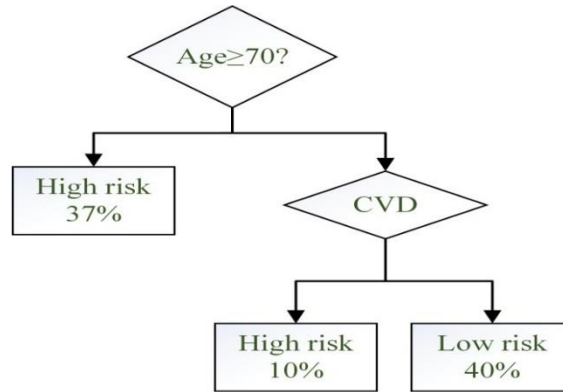 Age≥70?
High risk
37%
CVD
High risk
10%
Low risk
40%